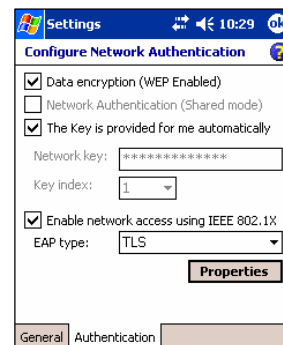 Settings 10:29 ok
Configure Network Authentication ?
Data encryption (WEP Enabled)
Network Authentication (Shared mode)
The Key is provided for me automatically
Network key: *************
Key index: 1
Enable network access using IEEE 802.1X
EAP type: TLS
Properties
General Authentication